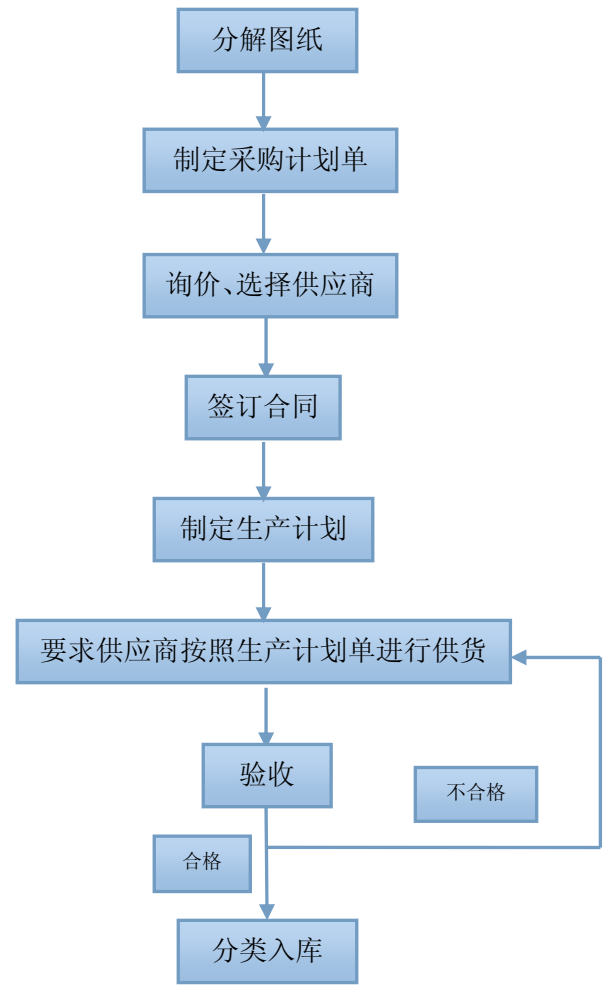 分解图纸
制定采购计划单
询价、选择供应商
签订合同
制定生产计划
要求供应商按照生产计划单进行供货
验收
不合格
合格
分类入库